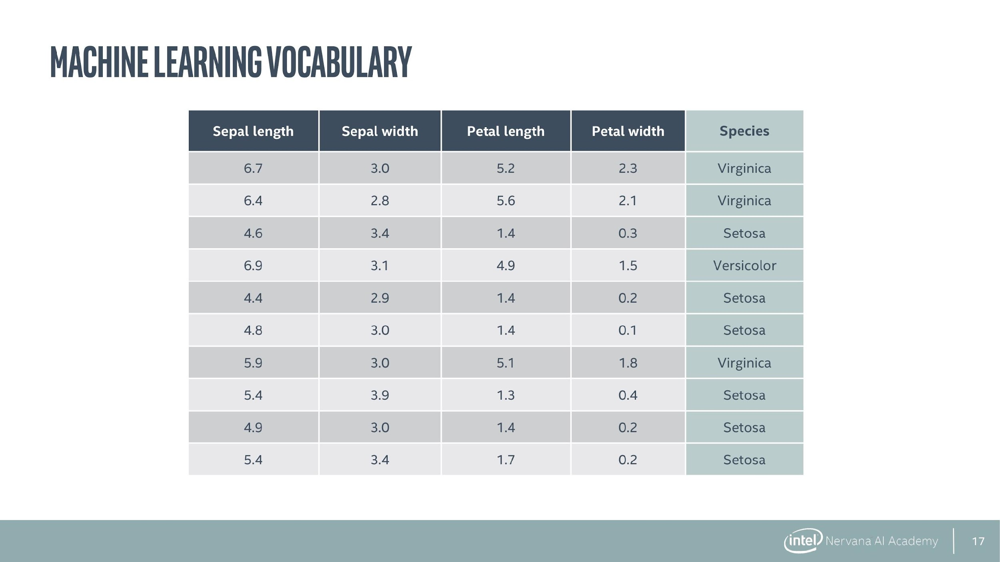 MACHINE LEARNING VOCABULARY
Sepal length Sepal width Petal length Petal width Species
6.7 3.0 5.2 2.3 Virginica
6.4 2.8 5.6 2.1 Virginica
4.6 3.4 1.4 0.3 Setosa
6.9 3.1 4.9 1.5 Versicolor
4.4 2.9 1.4 0.2 Setosa
4.8 3.0 1.4 0.1 Setosa
5.9 3.0 5.1 1.8 Virginica
5.4 3.9 1.3 0.4 Setosa
4.9 3.0 1.4 0.2 Setosa
5.4 3.4 1.7 0.2 Setosa
intel Nervana AI Academy 17